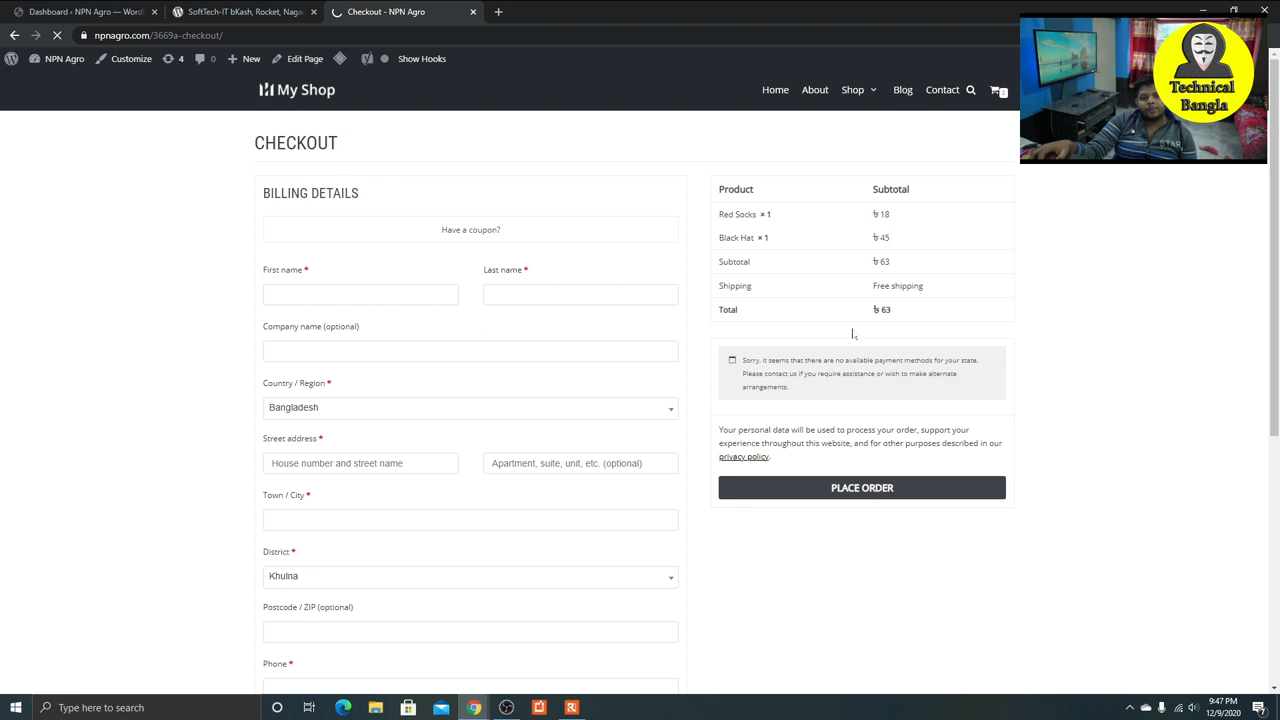 Dashboard ‹ NPN Agro — WordP
SoftTech-IT bKash, Rocket, Nagad
Checkout - NPN Agro
npnagro.com/3669a-checkout/
NPN Agro
Customize
4
0
New
Edit Page
Show Hooks
My Shop
Home
About
Shop
Blog
2
Technical
Bangla
STAR
CHECKOUT
BILLING DETAILS
Have a coupon?
First name *
Last name *
Company name (optional)
Country / Region *
Bangladesh
Street address *
House number and street name
Apartment, suite, unit, etc. (optional)
Town / City *
District *
Khulna
Postcode / ZIP (optional)
Phone *
Product
Subtotal
Red Socks × 1
৳ 18
Black Hat × 1
৳ 45
Subtotal
৳ 63
Shipping
Free shipping
Total
৳ 63
Sorry, it seems that there are no available payment methods for your state.
Please contact us if you require assistance or wish to make alternate
arrangements.
Your personal data will be used to process your order, support your
experience throughout this website, and for other purposes described in our
privacy policy.
PLACE ORDER
Type here to search
9:47 PM
12/9/2020
7